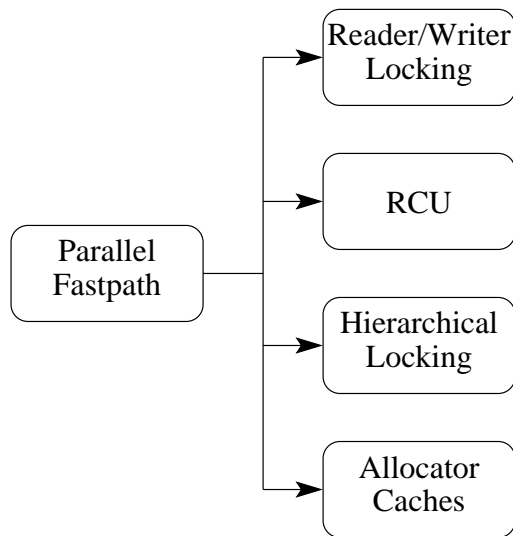 Reader/Writer
Locking
RCU
Parallel
Fastpath
Hierarchical
Locking
Allocator
Caches